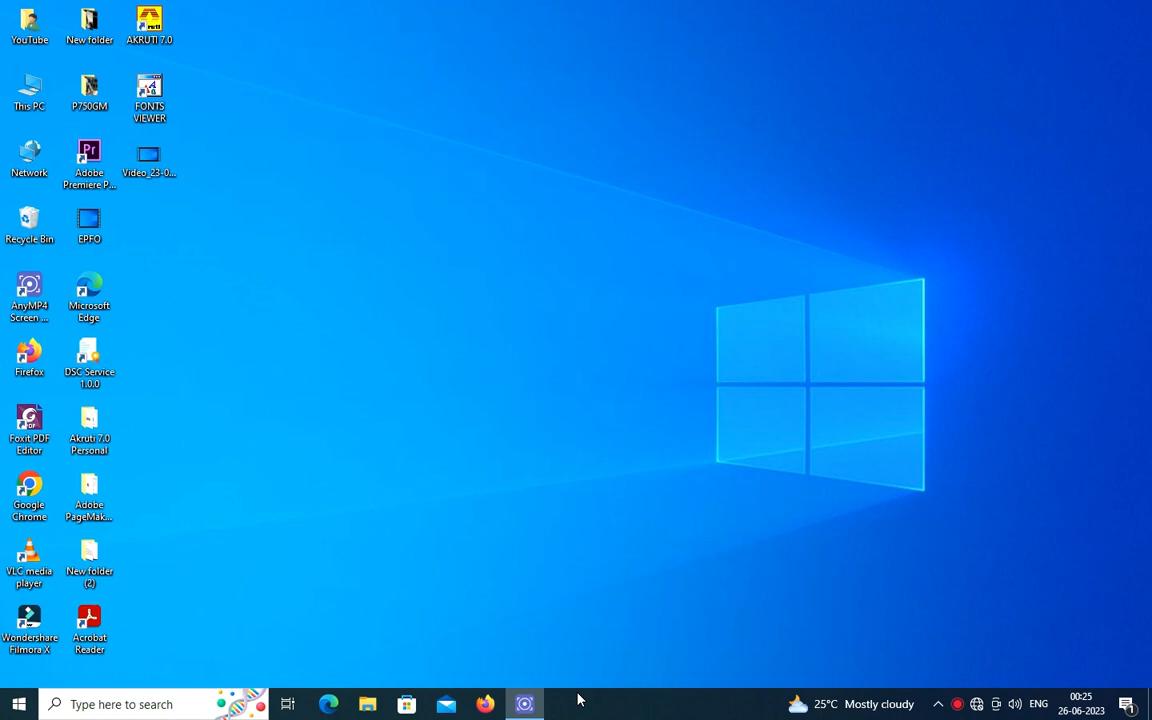 YouTube
New folder
AKRUTI 7.0
This PC
P750GM
FONTS
VIEWER
Network
Adobe
Premiere P...
Video_23-0...
Recycle Bin
EPFO
AnyMP4
Screen ...
Microsoft
Edge
Firefox
DSC Service
1.0.0
Foxit PDF
Editor
Akruti 7.0
Personal
Google
Chrome
Adobe
PageMak...
VLC media
player
New folder
(2)
Wondershare
Filmora X
Acrobat
Reader
Type here to search
25°C Mostly cloudy
ENG
00:25
26-06-2023
1